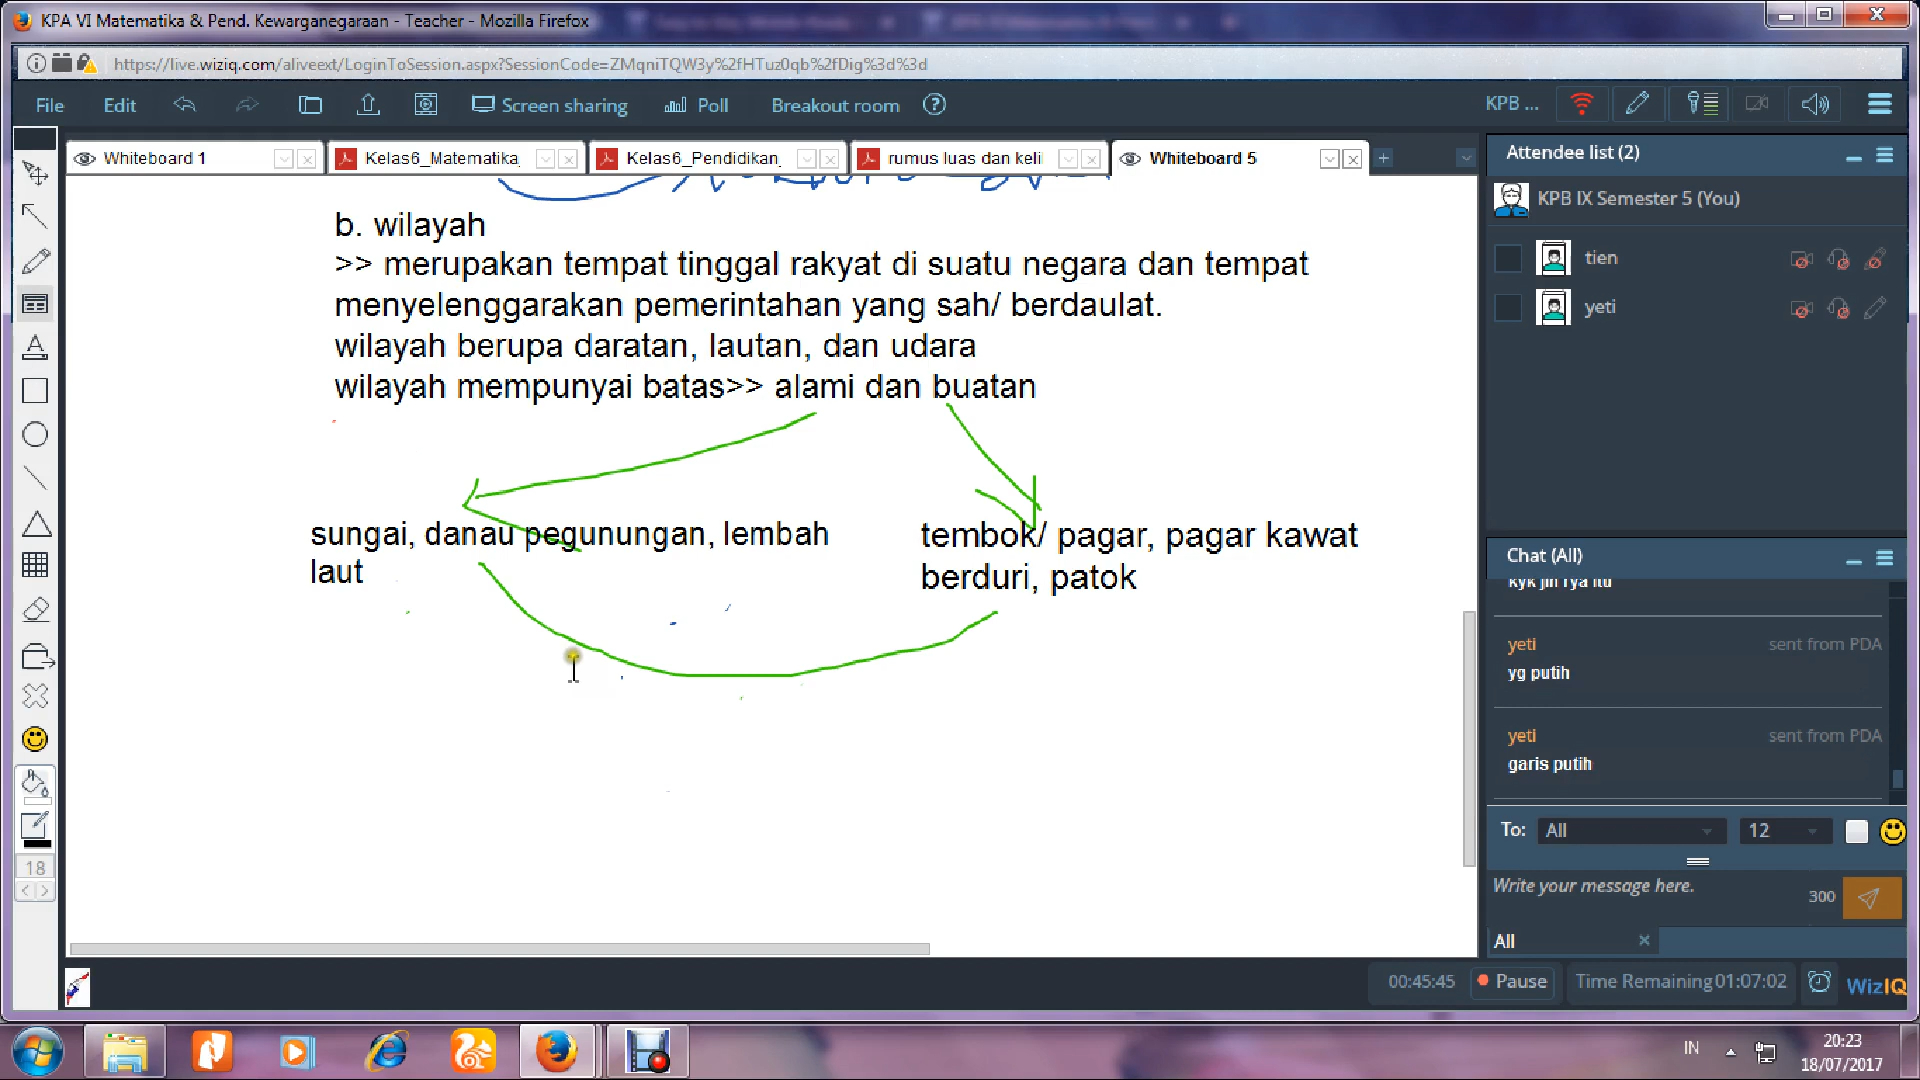 KPA VI Matematika & Pend. Kewarganegaraan - Teacher - Mozilla Firefox
https://live.wiziq.com/aliveext/LoginToSession.aspx?SessionCode=ZMqniTQW3y%2fHTuz0qb%2fDig%3d%3d
File Edit Screen sharing Poll Breakout room ? KPB ...
Whiteboard 1 Kelas6_Matematika_ Kelas6_Pendidikan_ rumus luas dan keli Whiteboard 5
b. wilayah
>> merupakan tempat tinggal rakyat di suatu negara dan tempat
menyelenggarakan pemerintahan yang sah/ berdaulat.
wilayah berupa daratan, lautan, dan udara
wilayah mempunyai batas>> alami dan buatan
sungai, danau pegunungan, lembah
laut
tembok/ pagar, pagar kawat
berduri, patok
18
Attendee list (2)
KPB IX Semester 5 (You)
tien
yeti
Chat (All)
kyk jln rya itu
yeti sent from PDA
yg putih
yeti sent from PDA
garis putih
To: All 12
Write your message here. 300
All
00:45:45 Pause Time Remaining 01:07:02 WizIQ
IN 20:23
18/07/2017